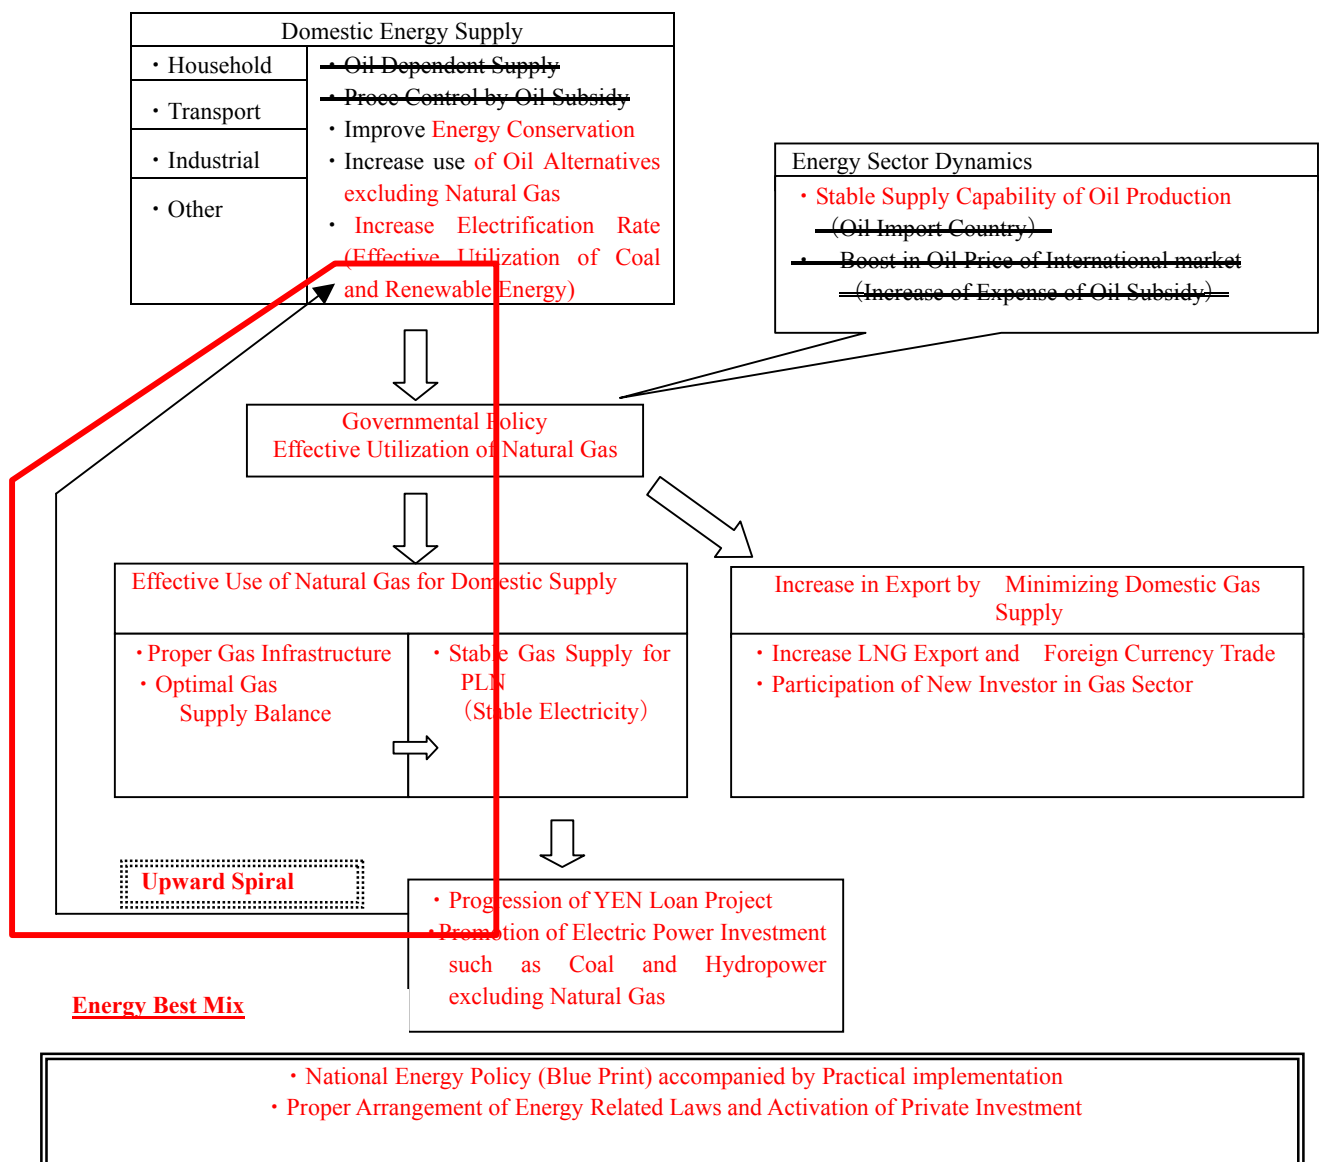 Domestic Energy Supply
・Household
・Transport
・Industrial
・Other
・Oil Dependent Supply
・Proce Control by Oil Subsidy
・Improve Energy Conservation
・Increase use of Oil Alternatives
excluding Natural Gas
・ Increase Electrification Rate
(Effective Utilization of Coal
and Renewable Energy)
Energy Sector Dynamics
・Stable Supply Capability of Oil Production
（Oil Import Country）
・ Boost in Oil Price of International market
（Increase of Expense of Oil Subsidy）
Governmental Policy
Effective Utilization of Natural Gas
Effective Use of Natural Gas for Domestic Supply
・Proper Gas Infrastructure
・Optimal Gas
Supply Balance
・Stable Gas Supply for
PLN
（Stable Electricity）
Increase in Export by Minimizing Domestic Gas
Supply
・Increase LNG Export and Foreign Currency Trade
・Participation of New Investor in Gas Sector
Upward Spiral
・Progression of YEN Loan Project
・Promotion of Electric Power Investment
such as Coal and Hydropower
excluding Natural Gas
Energy Best Mix
・National Energy Policy (Blue Print) accompanied by Practical implementation
・Proper Arrangement of Energy Related Laws and Activation of Private Investment